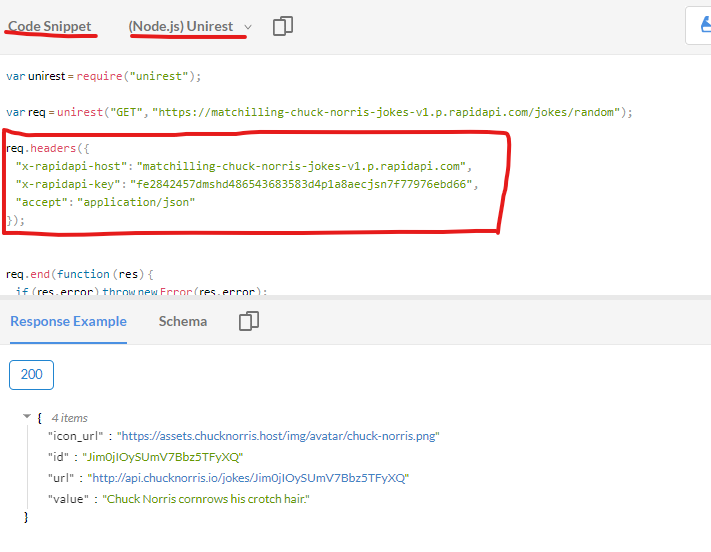 Code Snippet (Node.js) Unirest
var unirest = require("unirest");
var req = unirest("GET", "https://matchilling-chuck-norris-jokes-v1.p.rapidapi.com/jokes/random");
req.headers({
"x-rapidapi-host": "matchilling-chuck-norris-jokes-v1.p.rapidapi.com",
"x-rapidapi-key": "fe2842457dmshd486543683583d4p1a8aecjsn7f77976ebd66",
"accept": "application/json"
});
req.end(function (res) {
if (res.error) throw new Error(res.error);
Response Example Schema
200
{ 4 items
"icon_url" : "https://assets.chucknorris.host/img/avatar/chuck-norris.png"
"id" : "Jim0jIOySUmV7Bbz5TFyXQ"
"url" : "http://api.chucknorris.io/jokes/Jim0jIOySUmV7Bbz5TFyXQ"
"value" : "Chuck Norris cornrows his crotch hair."
}